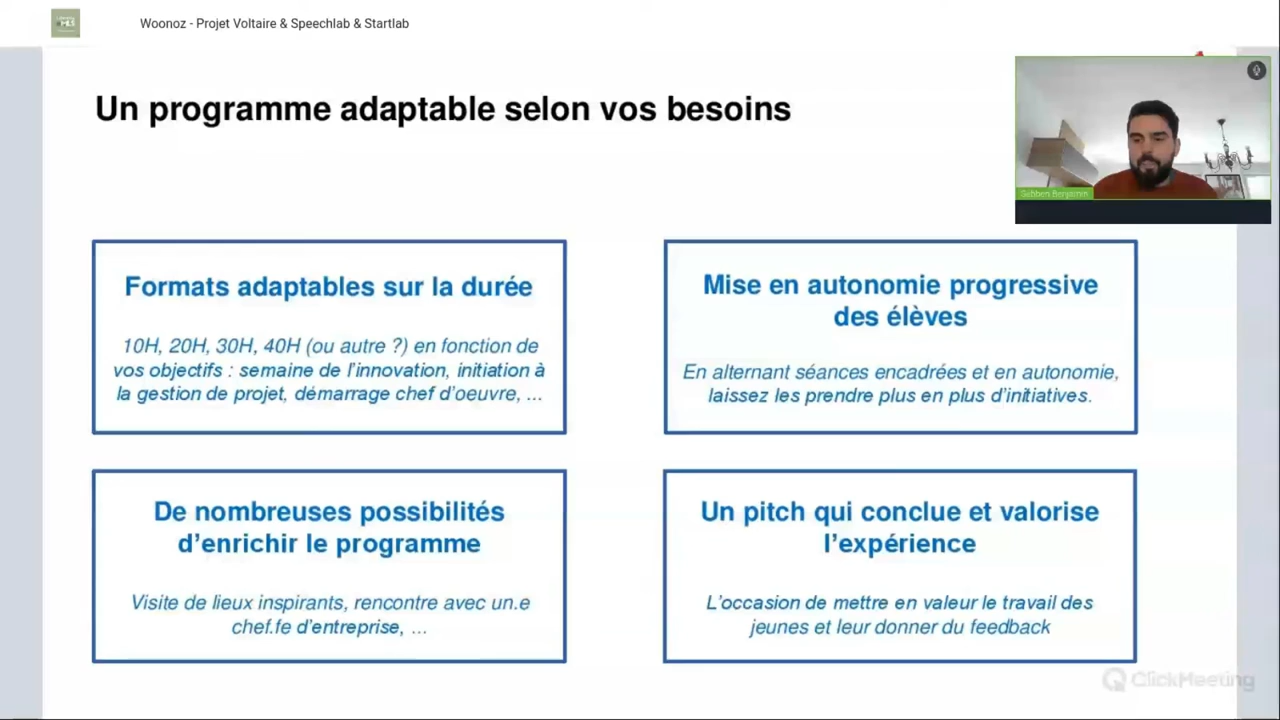 Woonoz - Projet Voltaire & Speechlab & Startlab
Un programme adaptable selon vos besoins
Gebben Benjamin
Formats adaptables sur la durée
10H, 20H, 30H, 40H (ou autre ?) en fonction de
vos objectifs : semaine de l'innovation, initiation à
la gestion de projet, démarrage chef d'oeuvre, ...
Mise en autonomie progressive
des élèves
En alternant séances encadrées et en autonomie,
laissez les prendre plus en plus d'initiatives.
De nombreuses possibilités
d'enrichir le programme
Visite de lieux inspirants, rencontre avec un.e
chef.fe d'entreprise, ...
Un pitch qui conclue et valorise
l'expérience
L'occasion de mettre en valeur le travail des
jeunes et leur donner du feedback
ClickMeeting